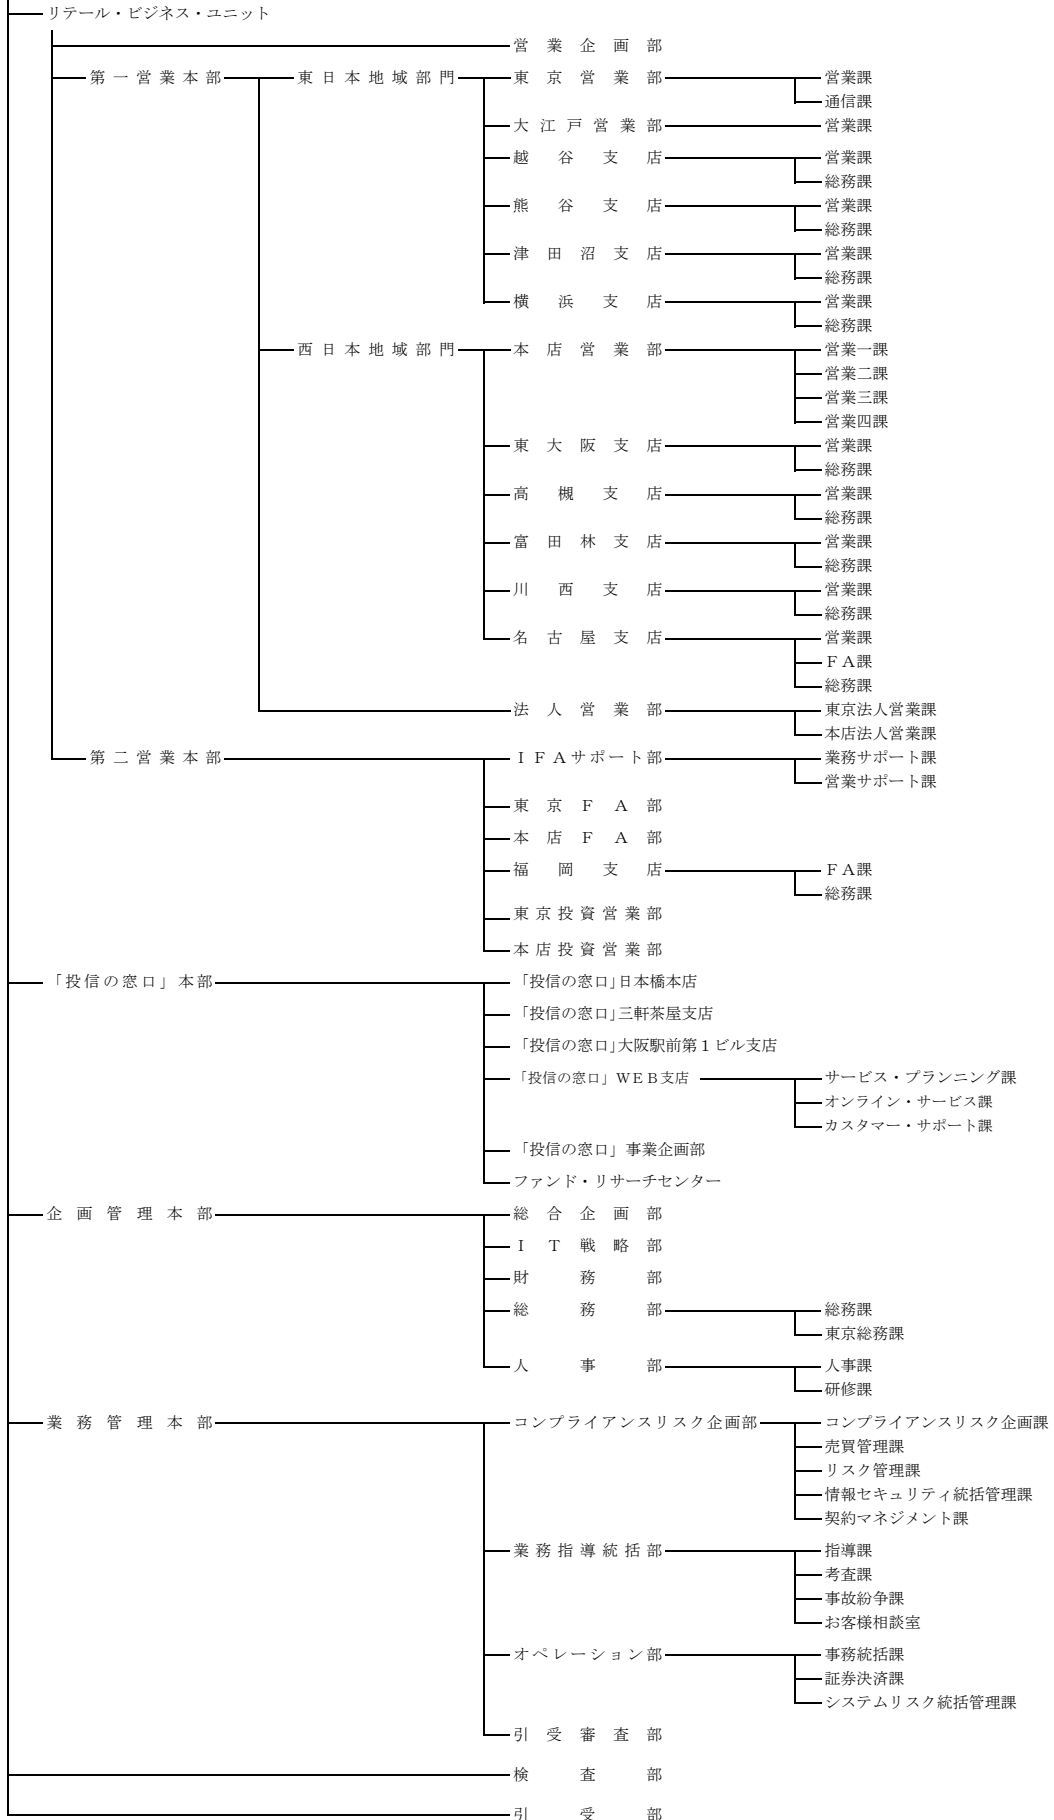 リテール・ビジネス・ユニット
営業企画部
第一営業本部 東日本地域部門 東京営業部 営業課
通信課
大江戸営業部 営業課
越谷支店 営業課
総務課
熊谷支店 営業課
総務課
津田沼支店 営業課
総務課
横浜支店 営業課
総務課
西日本地域部門 本店営業部 営業一課
営業二課
営業三課
営業四課
東大阪支店 営業課
総務課
高槻支店 営業課
総務課
富田林支店 営業課
総務課
川西支店 営業課
総務課
名古屋支店 営業課
ＦＡ課
総務課
法人営業部 東京法人営業課
本店法人営業課
第二営業本部 ＩＦＡサポート部 業務サポート課
営業サポート課
東京ＦＡ部
本店ＦＡ部
福岡支店 ＦＡ課
総務課
東京投資営業部
本店投資営業部
「投信の窓口」本部 「投信の窓口」日本橋本店
「投信の窓口」三軒茶屋支店
「投信の窓口」大阪駅前第１ビル支店
「投信の窓口」ＷＥＢ支店 サービス・プランニング課
オンライン・サービス課
カスタマー・サポート課
「投信の窓口」事業企画部
ファンド・リサーチセンター
企画管理本部 総合企画部
ＩＴ戦略部
財務部
総務部 総務課
東京総務課
人事部 人事課
研修課
業務管理本部 コンプライアンスリスク企画部 コンプライアンスリスク企画課
売買管理課
リスク管理課
情報セキュリティ統括管理課
契約マネジメント課
業務指導統括部 指導課
考査課
事故紛争課
お客様相談室
オペレーション部 事務統括課
証券決済課
システムリスク統括管理課
引受審査部
検査部
引受部